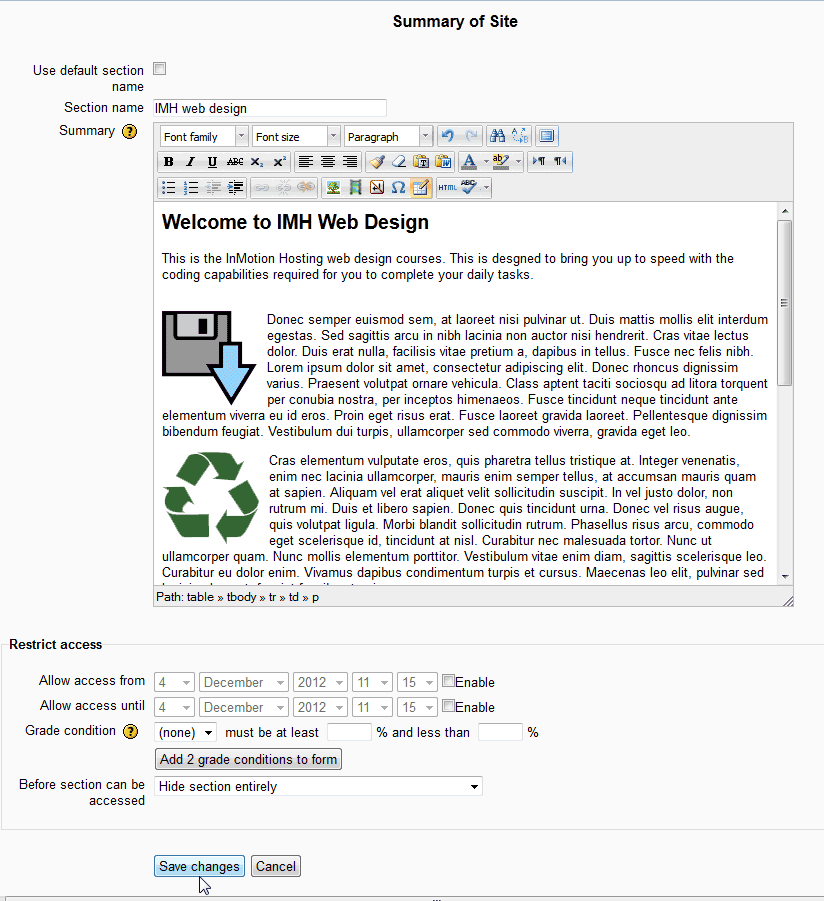 Summary of Site
Use default section
name
Section name IMH web design
Summary
Font family Font size Paragraph
B I U ABC X₂ X²
A ab
Ω HTML ABC
Welcome to IMH Web Design
This is the InMotion Hosting web design courses. This is desgned to bring you up to speed with the
coding capabilities required for you to complete your daily tasks.
Donec semper euismod sem, at laoreet nisi pulvinar ut. Duis mattis mollis elit interdum
egestas. Sed sagittis arcu in nibh lacinia non auctor nisi hendrerit. Cras vitae lectus
dolor. Duis erat nulla, facilisis vitae pretium a, dapibus in tellus. Fusce nec felis nibh.
Lorem ipsum dolor sit amet, consectetur adipiscing elit. Donec rhoncus dignissim
varius. Praesent volutpat ornare vehicula. Class aptent taciti sociosqu ad litora torquent
per conubia nostra, per inceptos himenaeos. Fusce tincidunt neque tincidunt ante
elementum viverra eu id eros. Proin eget risus erat. Fusce laoreet gravida laoreet. Pellentesque dignissim
bibendum feugiat. Vestibulum dui turpis, ullamcorper sed commodo viverra, gravida eget leo.
Cras elementum vulputate eros, quis pharetra tellus tristique at. Integer venenatis,
enim nec lacinia ullamcorper, mauris enim semper tellus, at accumsan mauris quam
at sapien. Aliquam vel erat aliquet velit sollicitudin suscipit. In vel justo dolor, non
rutrum mi. Duis et libero sapien. Donec quis tincidunt urna. Donec vel risus augue,
quis volutpat ligula. Morbi blandit sollicitudin rutrum. Phasellus risus arcu, commodo
eget scelerisque id, tincidunt at nisl. Curabitur nec malesuada tortor. Nunc ut
ullamcorper quam. Nunc mollis elementum porttitor. Vestibulum vitae enim diam, sagittis scelerisque leo.
Curabitur eu dolor enim. Vivamus dapibus condimentum turpis et cursus. Maecenas leo elit, pulvinar sed
Path: table » tbody » tr » td » p
Restrict access
Allow access from 4 December 2012 11 15 Enable
Allow access until 4 December 2012 11 15 Enable
Grade condition (none) must be at least % and less than %
Add 2 grade conditions to form
Before section can be Hide section entirely
accessed
Save changes Cancel